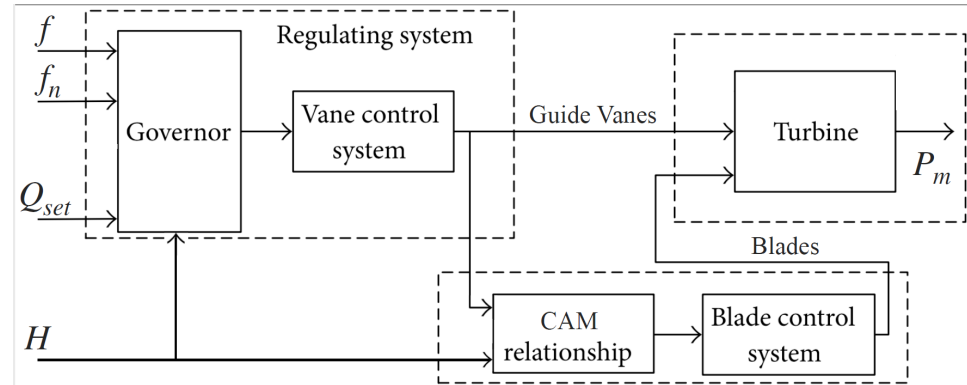 f
Regulating system
f_n
Governor
Vane control
system
Guide Vanes
Turbine
P_m
Q_set
Blades
H
CAM
relationship
Blade control
system